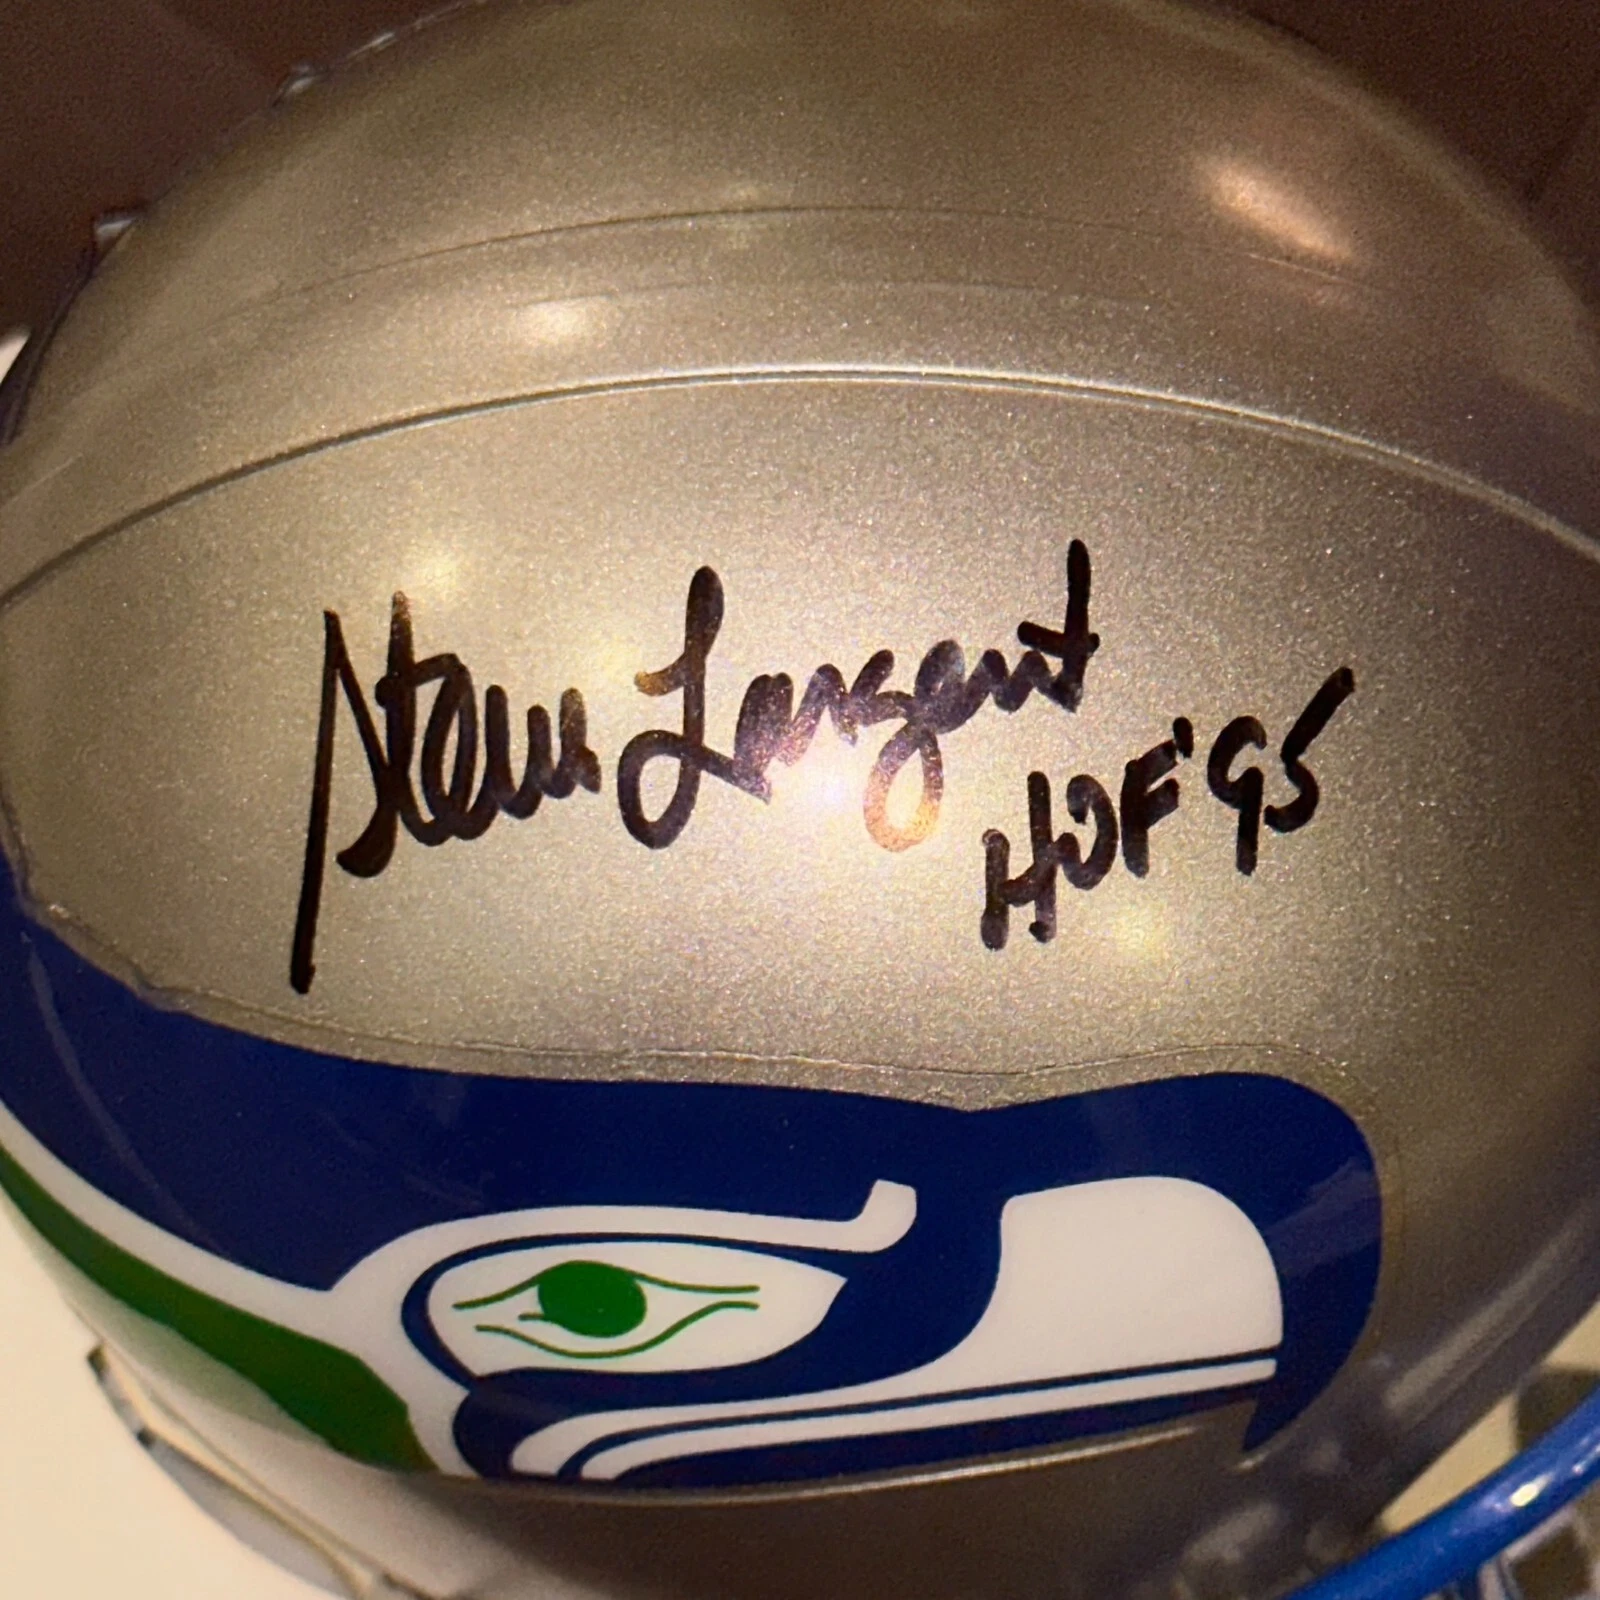 Steve Largent
HOF '95